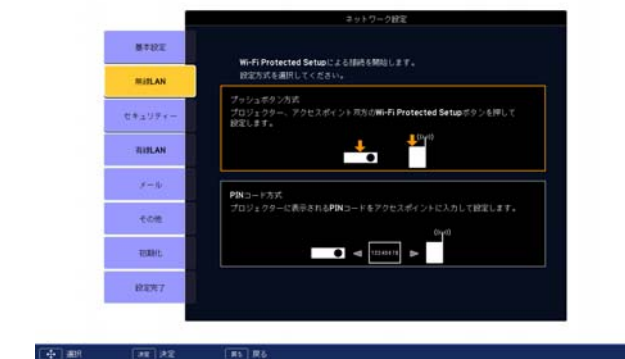 ネットワーク設定
基本設定
無線LAN
セキュリティー
有線LAN
メール
その他
初期化
設定完了
Wi-Fi Protected Setupによる接続を開始します。
設定方式を選択してください。
プッシュボタン方式
プロジェクター、アクセスポイント双方のWi-Fi Protected Setupボタンを押して
設定します。
PINコード方式
プロジェクターに表示されるPINコードをアクセスポイントに入力して設定します。
選択
決定 決定
戻る 戻る